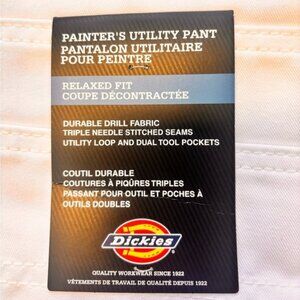 PAINTER'S UTILITY PANT
PANTALON UTILITAIRE
POUR PEINTRE
RELAXED FIT
COUPE DÉCONTRACTÉE
DURABLE DRILL FABRIC
TRIPLE NEEDLE STITCHED SEAMS
UTILITY LOOP AND DUAL TOOL POCKETS
COUTIL DURABLE
COUTURES À PIQÛRES TRIPLES
PASSANT POUR OUTIL ET POCHES À
OUTILS DOUBLES
Dickies
QUALITY WORKWEAR SINCE 1922
VÊTEMENTS DE TRAVAIL DE QUALITÉ DEPUIS 1922